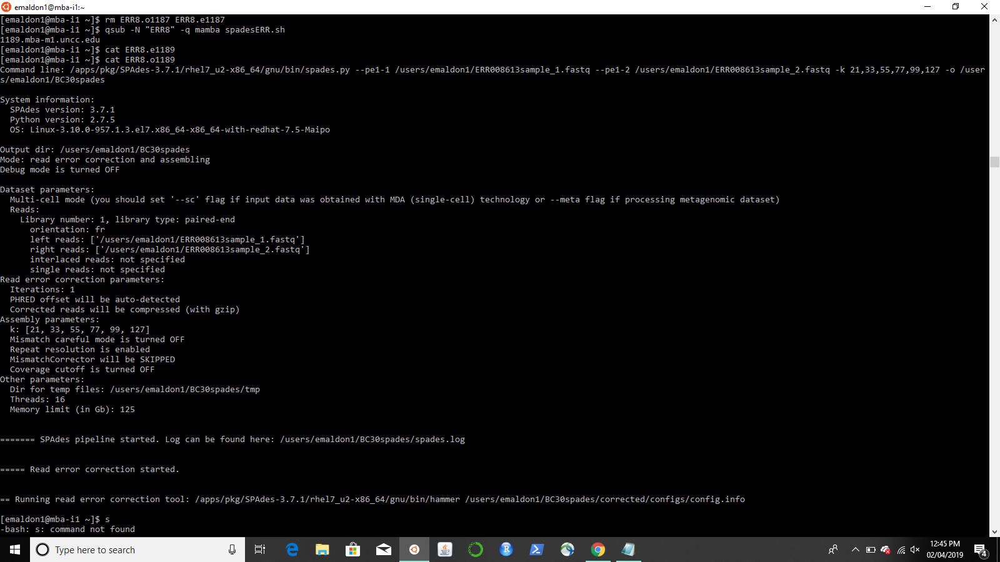 emaldon1@mba-i1:~
[emaldon1@mba-i1 ~]$ rm ERR8.o1187 ERR8.e1187
[emaldon1@mba-i1 ~]$ qsub -N "ERR8" -q mamba spadesERR.sh
1189.mba-m1.uncc.edu
[emaldon1@mba-i1 ~]$ cat ERR8.e1189
[emaldon1@mba-i1 ~]$ cat ERR8.o1189
Command line: /apps/pkg/SPAdes-3.7.1/rhel7_u2-x86_64/gnu/bin/spades.py --pe1-1 /users/emaldon1/ERR008613sample_1.fastq --pe1-2 /users/emaldon1/ERR008613sample_2.fastq -k 21,33,55,77,99,127 -o /user
s/emaldon1/BC30spades
System information:
SPAdes version: 3.7.1
Python version: 2.7.5
OS: Linux-3.10.0-957.1.3.el7.x86_64-x86_64-with-redhat-7.5-Maipo
Output dir: /users/emaldon1/BC30spades
Mode: read error correction and assembling
Debug mode is turned OFF
Dataset parameters:
Multi-cell mode (you should set '--sc' flag if input data was obtained with MDA (single-cell) technology or --meta flag if processing metagenomic dataset)
Reads:
Library number: 1, library type: paired-end
orientation: fr
left reads: ['/users/emaldon1/ERR008613sample_1.fastq']
right reads: ['/users/emaldon1/ERR008613sample_2.fastq']
interlaced reads: not specified
single reads: not specified
Read error correction parameters:
Iterations: 1
PHRED offset will be auto-detected
Corrected reads will be compressed (with gzip)
Assembly parameters:
k: [21, 33, 55, 77, 99, 127]
Mismatch careful mode is turned OFF
Repeat resolution is enabled
MismatchCorrector will be SKIPPED
Coverage cutoff is turned OFF
Other parameters:
Dir for temp files: /users/emaldon1/BC30spades/tmp
Threads: 16
Memory limit (in Gb): 125
======= SPAdes pipeline started. Log can be found here: /users/emaldon1/BC30spades/spades.log
===== Read error correction started.
== Running read error correction tool: /apps/pkg/SPAdes-3.7.1/rhel7_u2-x86_64/gnu/bin/hammer /users/emaldon1/BC30spades/corrected/configs/config.info
[emaldon1@mba-i1 ~]$ s
-bash: s: command not found
Type here to search
R
12:45 PM
02/04/2019
4